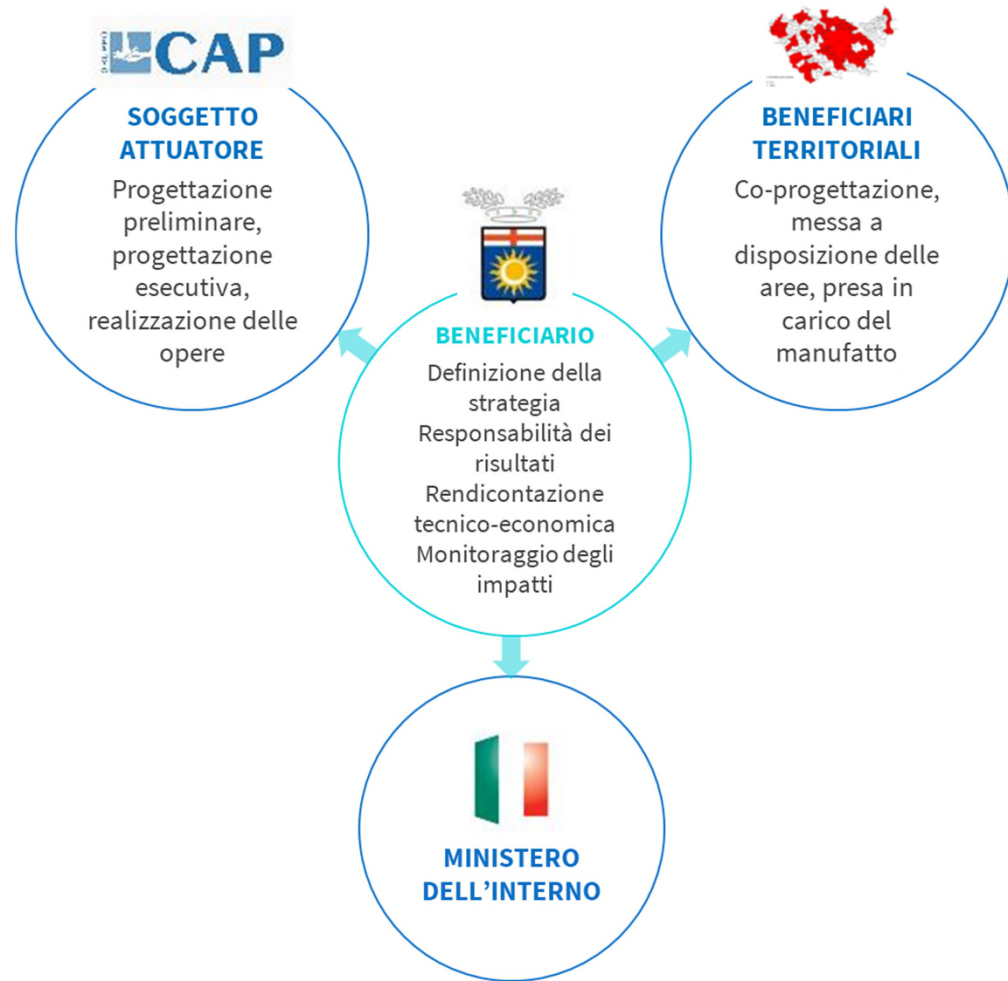 CAP
SOGGETTO
ATTUATORE
Progettazione
preliminare,
progettazione
esecutiva,
realizzazione delle
opere
BENEFICIARI
TERRITORIALI
Co-progettazione,
messa a
disposizione delle
aree, presa in
carico del
manufatto
BENEFICIARIO
Definizione della
strategia
Responsabilità dei
risultati
Rendicontazione
tecnico-economica
Monitoraggio degli
impatti
MINISTERO
DELL’INTERNO